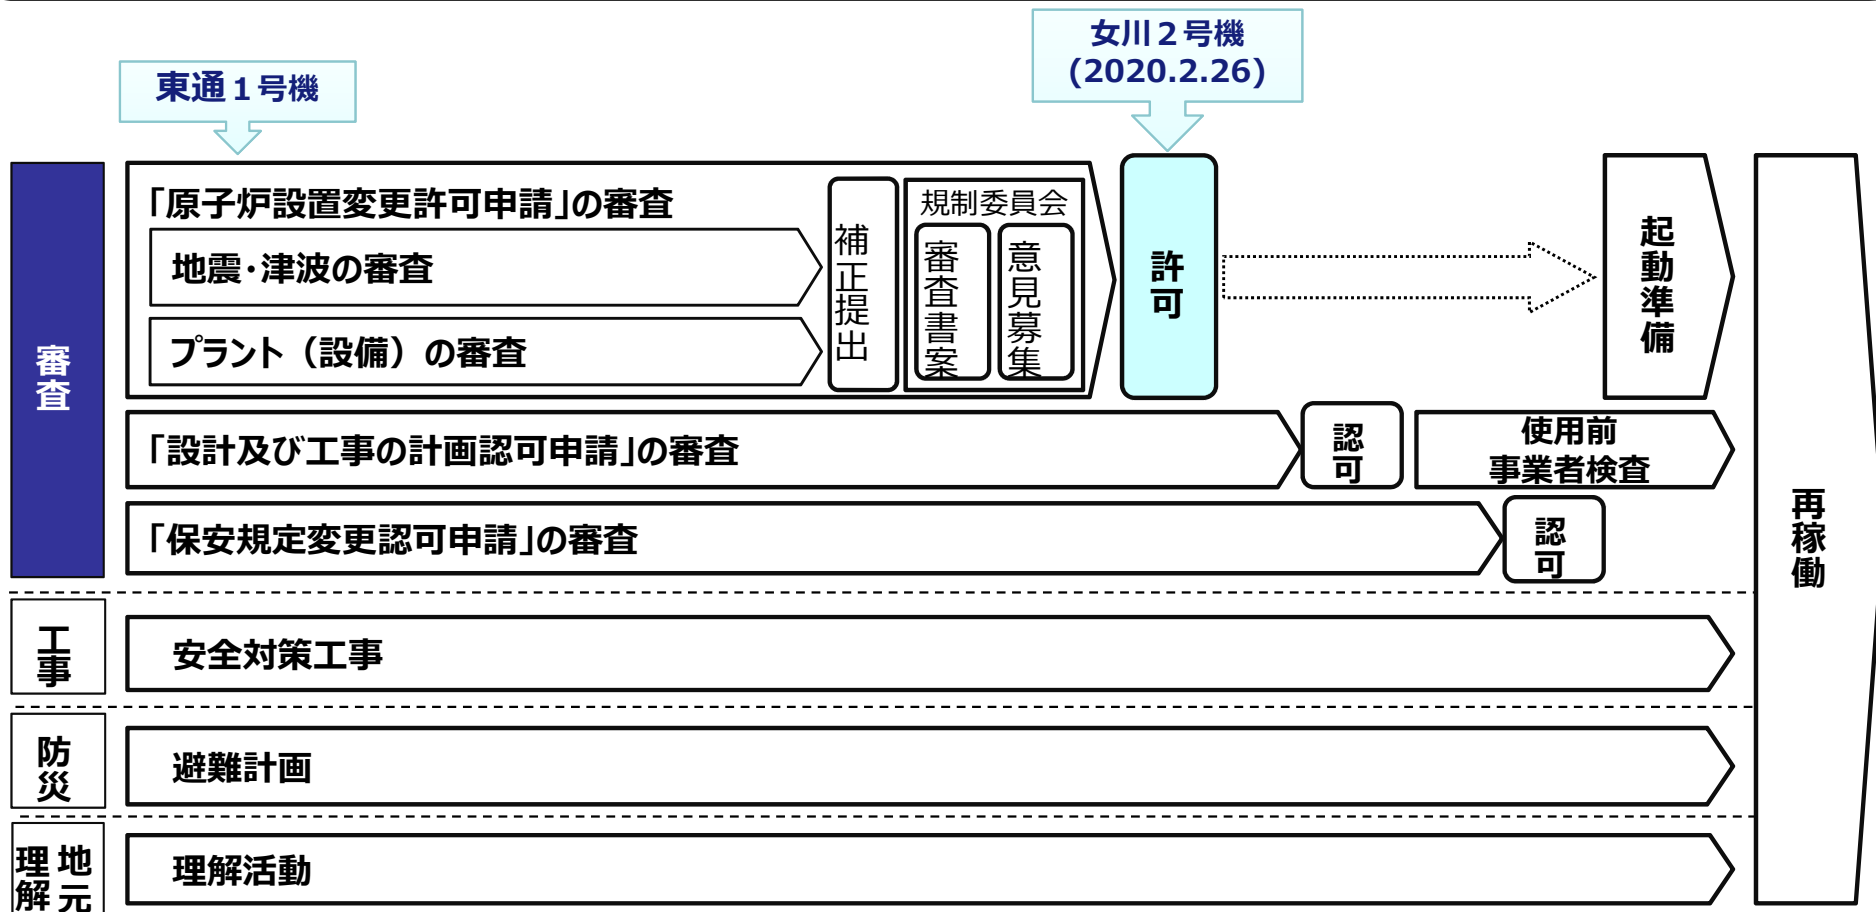 女川２号機
(2020.2.26)
東通１号機
審査
「原子炉設置変更許可申請」の審査
地震・津波の審査
プラント（設備）の審査
補正提出
規制委員会
審査書案
意見募集
許可
起動準備
「設計及び工事の計画認可申請」の審査
認可
使用前
事業者検査
「保安規定変更認可申請」の審査
認可
再稼働
工事
安全対策工事
防災
避難計画
地元
理解
理解活動